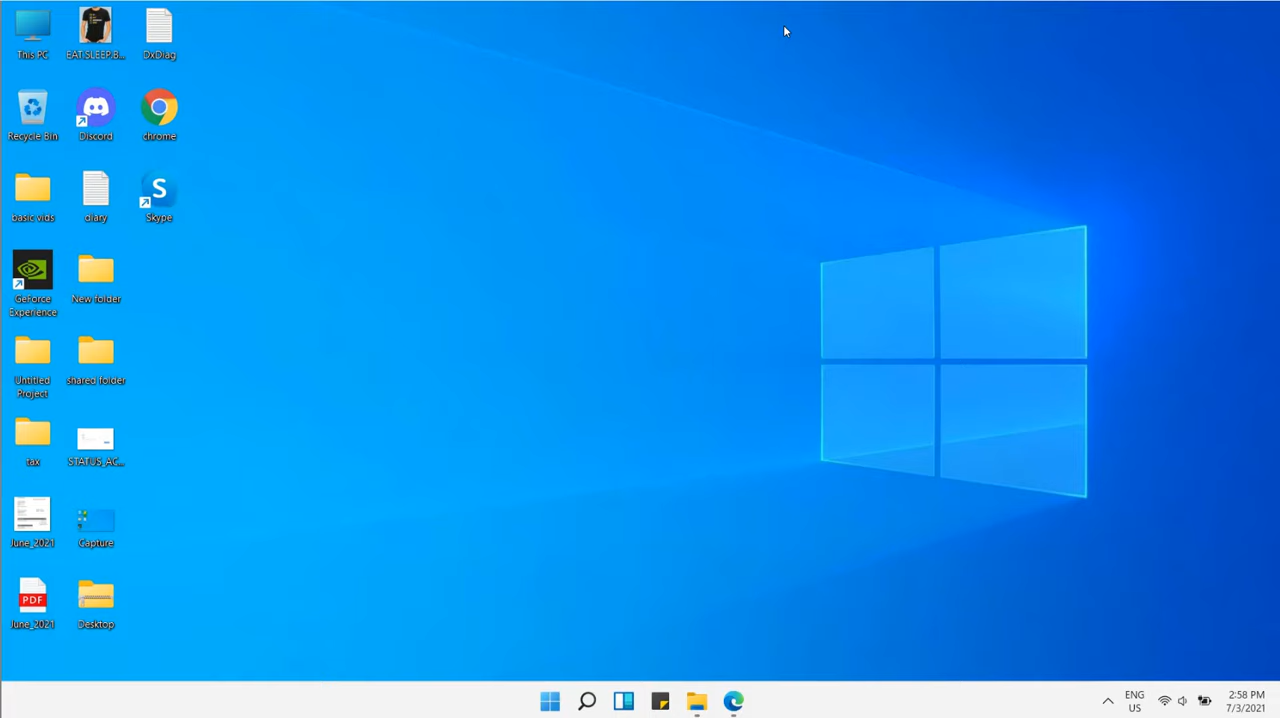 This PC
EAT.SLEEP.B...
DxDiag
Recycle Bin
Discord
chrome
basic vids
diary
S
Skype
GeForce
Experience
New folder
Untitled
Project
shared folder
tax
STATUS_AC...
June_2021
Capture
PDF
June_2021
Desktop
ENG
US
2:58 PM
7/3/2021